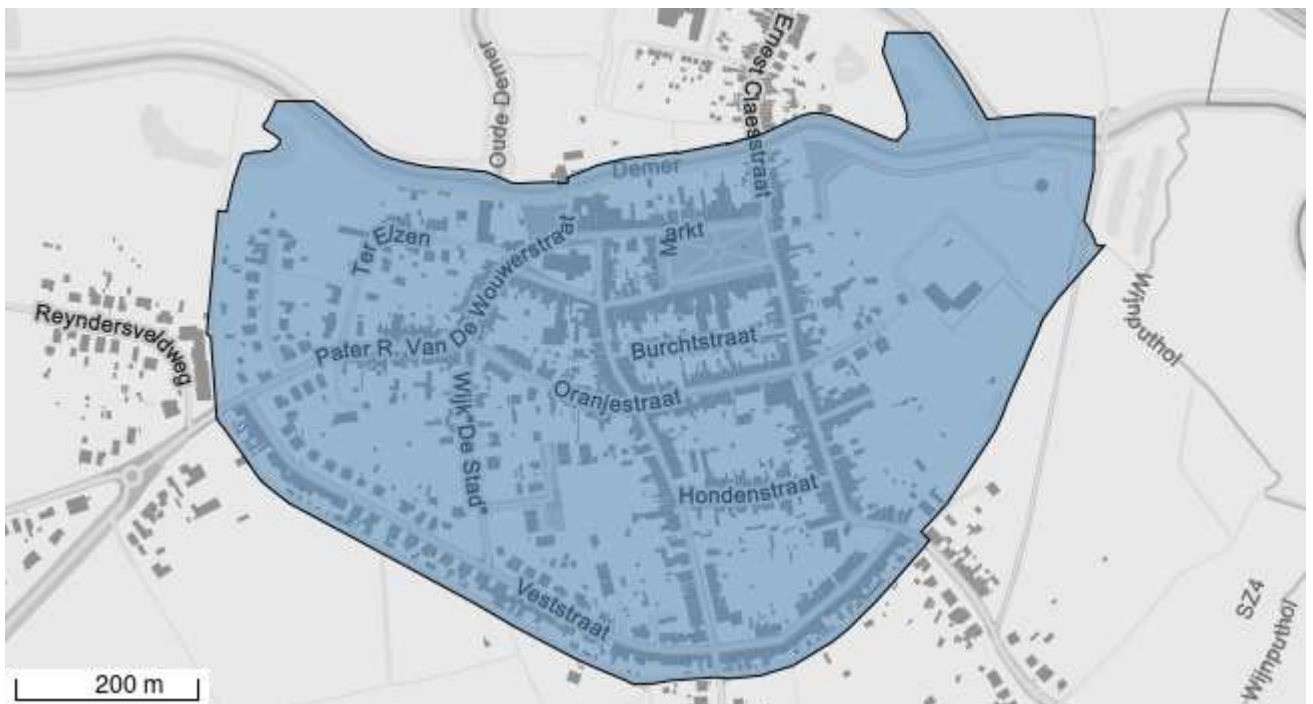 Ernest Claesstraat
Oude Demer
Demer
Markt
Ter Elzen
Pater R. Van De Wouwerstraat
Reyndersveldweg
Burchtstraat
Oranjestraat
Wijk "De Stad"
Hondenstraat
Veststraat
Wijnputhol
SZ4
Wijnputhol
200 m